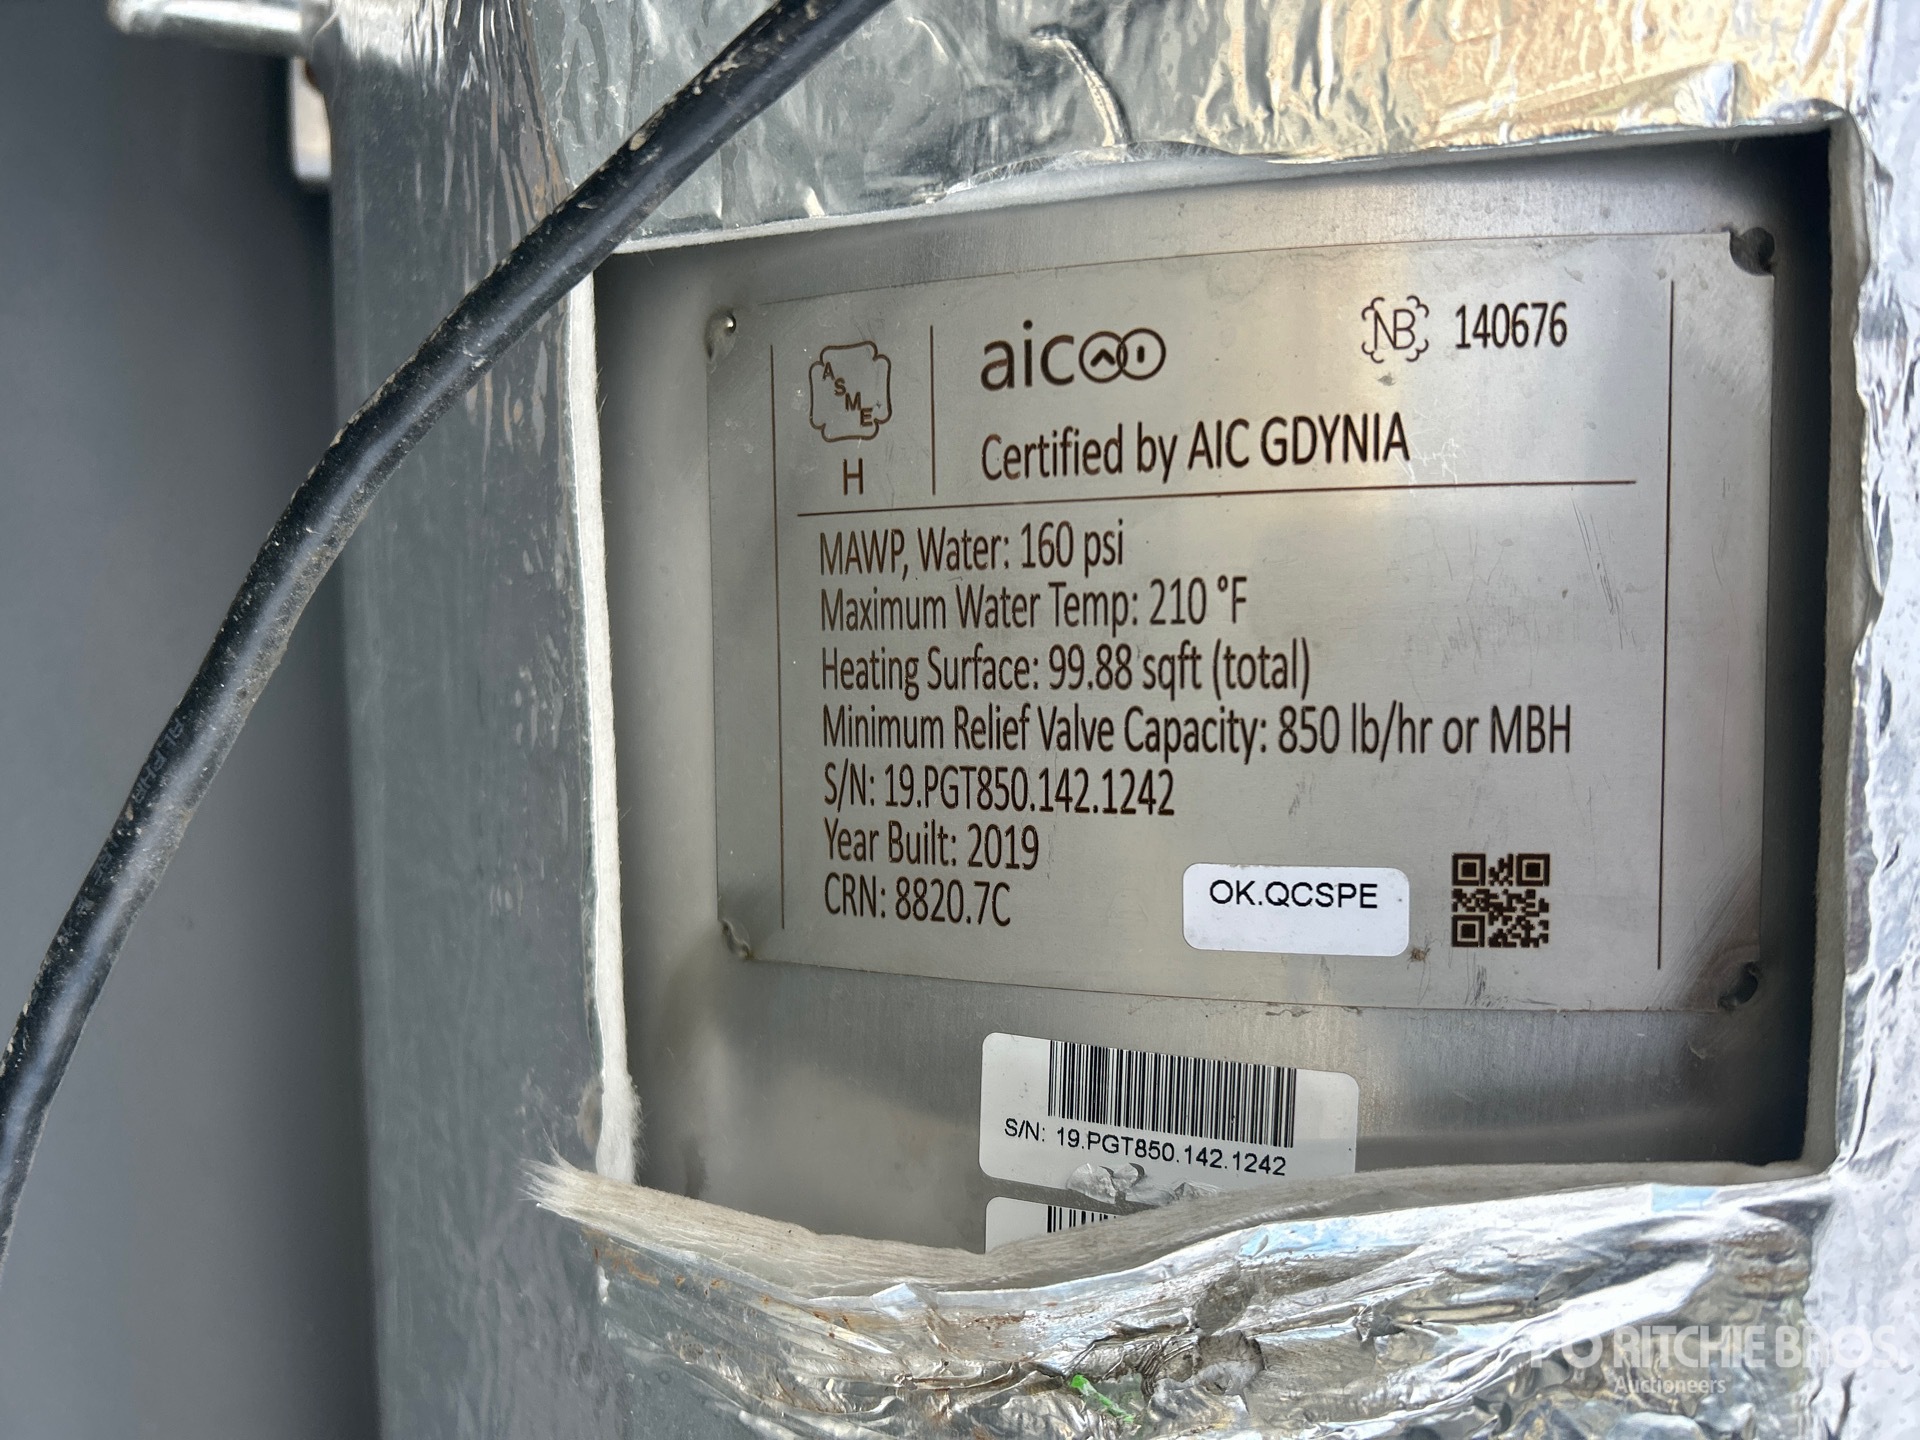 ASME
H
aic
NB 140676
Certified by AIC GDYNIA
MAWP, Water: 160 psi
Maximum Water Temp: 210 °F
Heating Surface: 99.88 sqft (total)
Minimum Relief Valve Capacity: 850 lb/hr or MBH
S/N: 19.PGT850.142.1242
Year Built: 2019
CRN: 8820.7C
OK.QCSPE
S/N: 19.PGT850.142.1242
RITCHIE BROS
Auctioneers